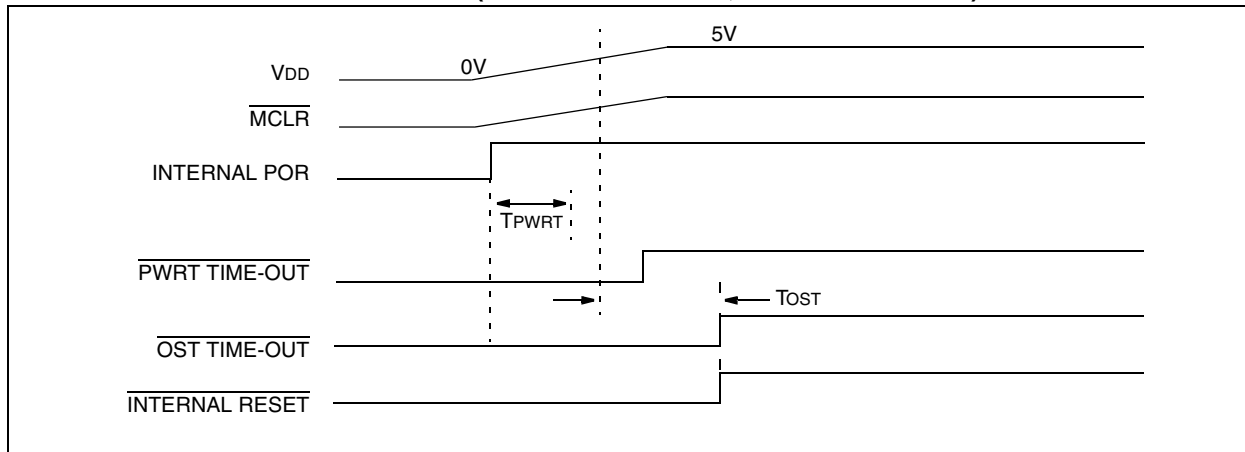 5V
VDD 0V
MCLR
INTERNAL POR
TPWRT
PWRT TIME-OUT
TOST
OST TIME-OUT
INTERNAL RESET